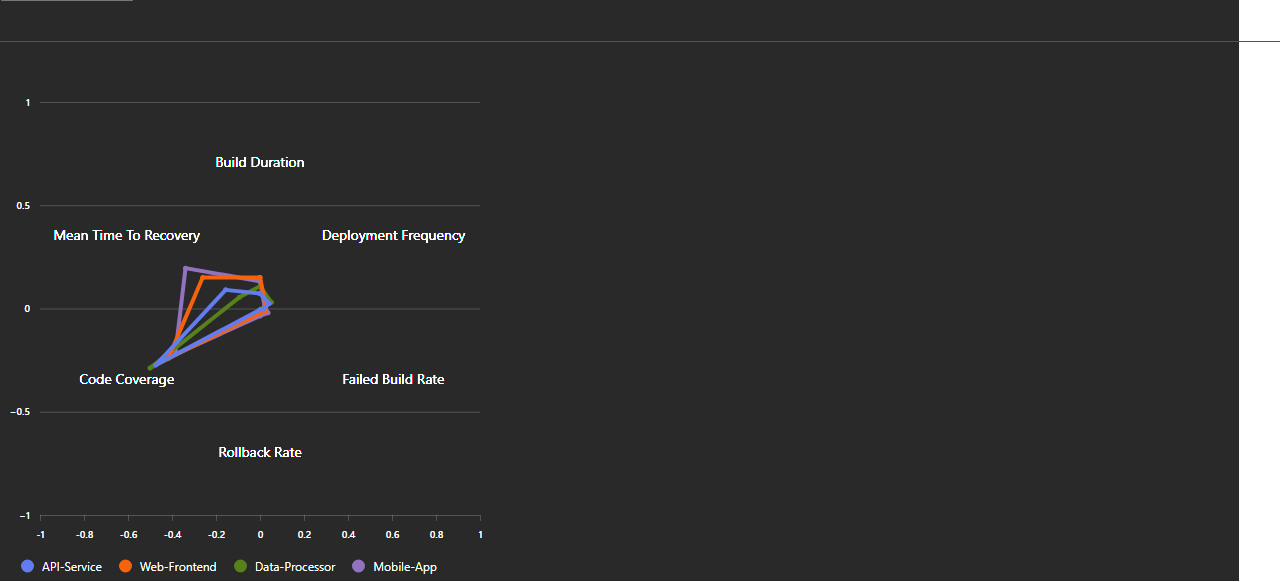 1
Build Duration
0.5
Mean Time To Recovery
Deployment Frequency
0
Code Coverage
Failed Build Rate
−0.5
Rollback Rate
−1
-1 -0.8 -0.6 -0.4 -0.2 0 0.2 0.4 0.6 0.8 1
API-Service Web-Frontend Data-Processor Mobile-App